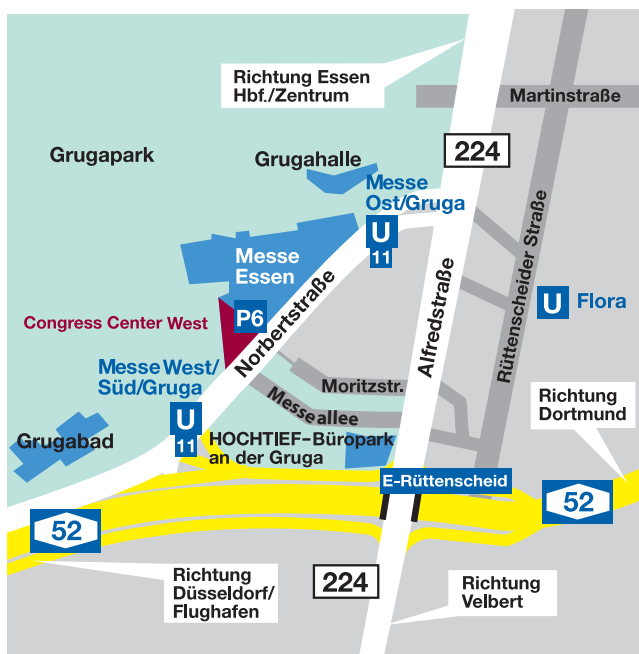 Richtung Essen
Hbf./Zentrum
Martinstraße
Grugapark
Grugahalle
224
Messe
Ost/Gruga
U
11
Messe
Essen
Rüttenscheider Straße
Alfredstraße
Norbertstraße
U
Flora
P6
Congress Center West
Messe West/
Süd/Gruga
U
11
Moritzstr.
Messeallee
Richtung
Dortmund
Grugabad
HOCHTIEF–Büropark
an der Gruga
E-Rüttenscheid
52
52
Richtung
Düsseldorf/
Flughafen
224
Richtung
Velbert